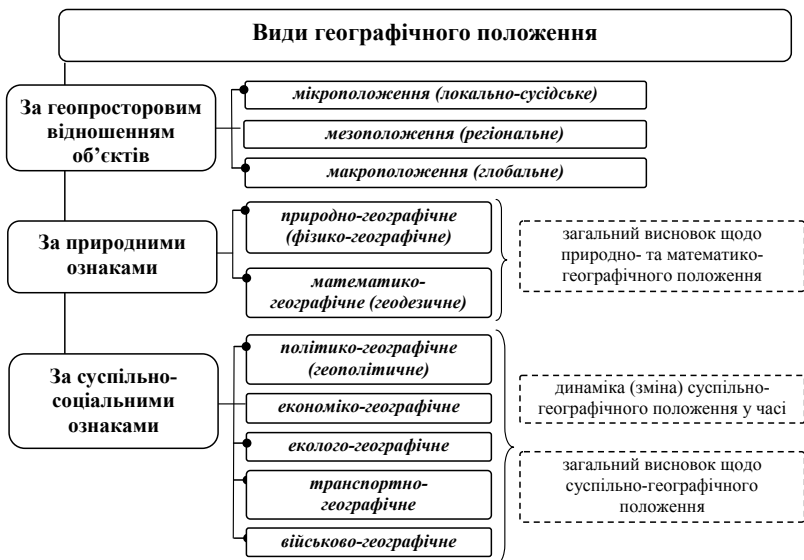 Види географічного положення
За геопросторовим
відношенням
об’єктів
мікроположення (локально-сусідське)
мезоположення (регіональне)
макроположення (глобальне)
За природними
ознаками
природно-географічне
(фізико-географічне)
математико-
географічне (геодезичне)
загальний висновок щодо
природно- та математико-
географічного положення
За суспільно-
соціальними
ознаками
політико-географічне
(геополітичне)
економіко-географічне
еколого-географічне
транспортно-
географічне
військово-географічне
динаміка (зміна) суспільно-
географічного положення у часі
загальний висновок щодо
суспільно-географічного
положення